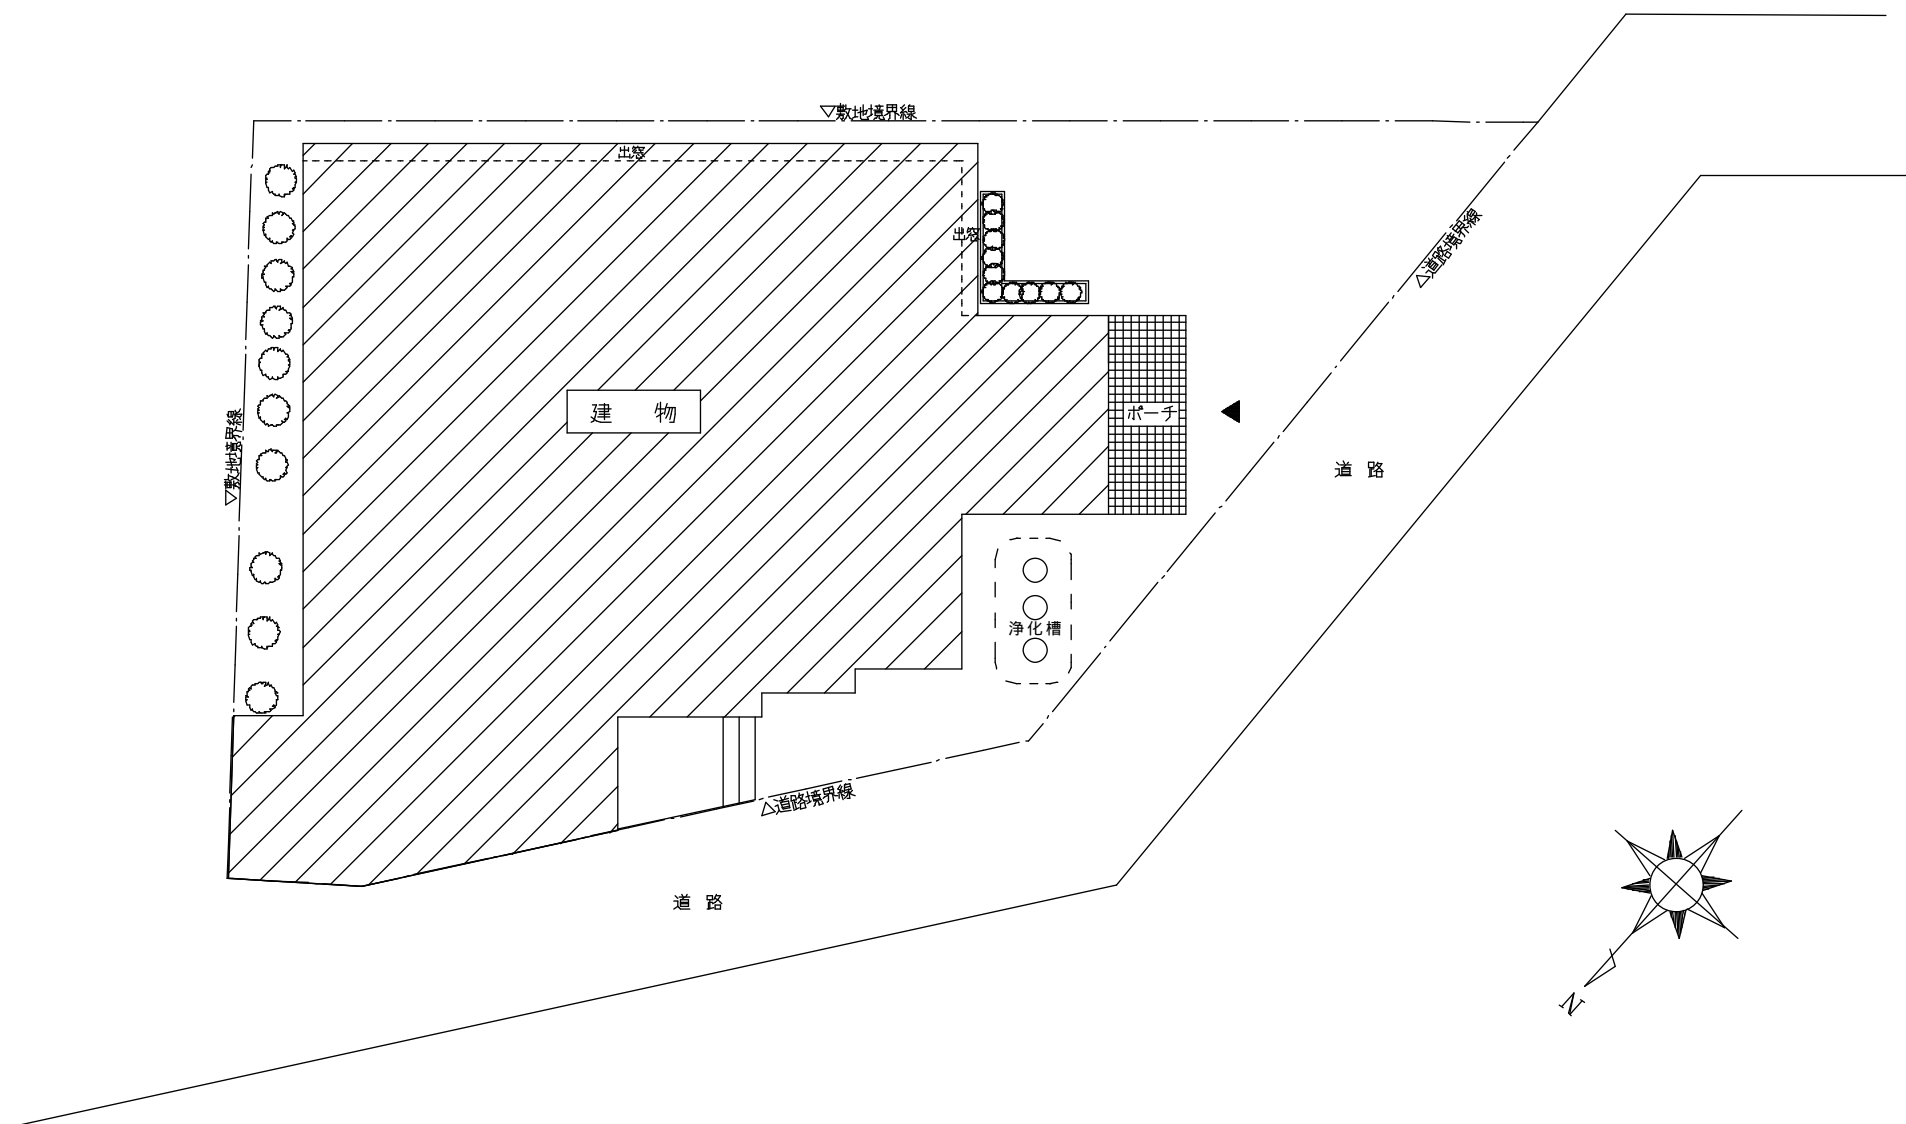 ▽敷地境界線
出窓
出窓
△道路境界線
建 物
ポーチ
▽敷地境界線
道 路
浄化槽
△道路境界線
道 路
N